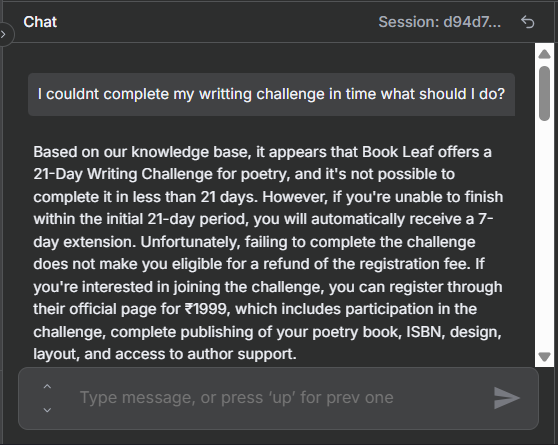 Chat
Session: d94d7...
I couldnt complete my writting challenge in time what should I do?
Based on our knowledge base, it appears that Book Leaf offers a
21-Day Writing Challenge for poetry, and it's not possible to
complete it in less than 21 days. However, if you're unable to finish
within the initial 21-day period, you will automatically receive a 7-
day extension. Unfortunately, failing to complete the challenge
does not make you eligible for a refund of the registration fee. If
you're interested in joining the challenge, you can register through
their official page for ₹1999, which includes participation in the
challenge, complete publishing of your poetry book, ISBN, design,
layout, and access to author support.
Type message, or press ‘up’ for prev one